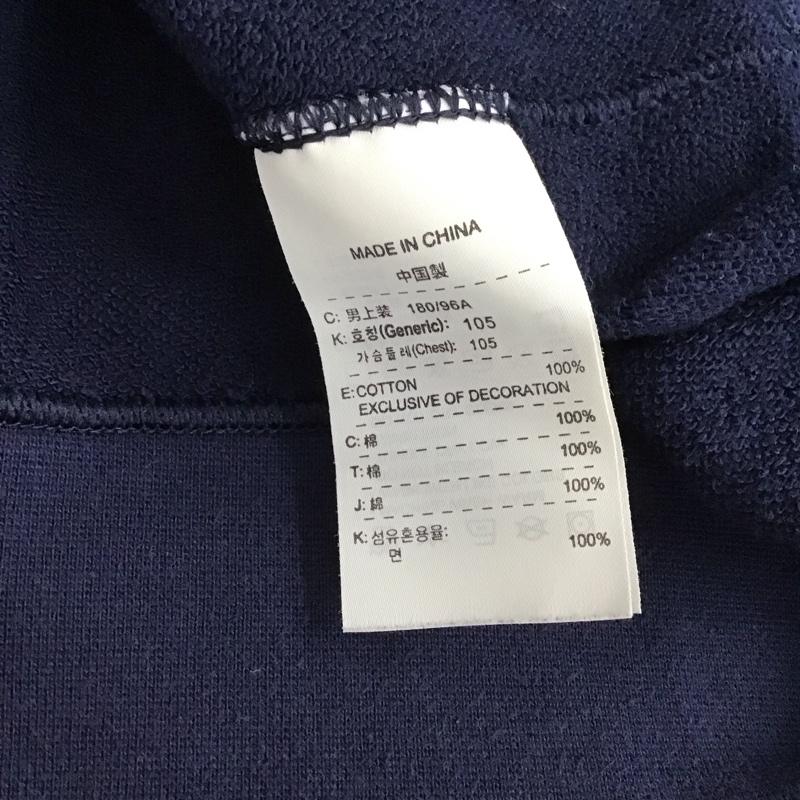 MADE IN CHINA
中国製
C: 男上装 180/96A
K: 호칭(Generic): 105
가슴둘레(Chest): 105
E: COTTON 100%
EXCLUSIVE OF DECORATION
C: 棉 100%
T: 棉 100%
J: 綿 100%
K: 섬유혼용율:
면 100%